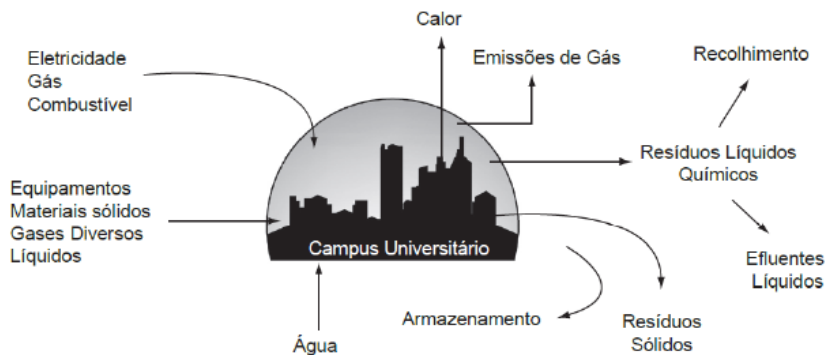 Calor
Eletricidade
Gás
Combustível
Emissões de Gás
Recolhimento
Resíduos Líquidos
Químicos
Equipamentos
Materiais sólidos
Gases Diversos
Líquidos
Campus Universitário
Efluentes
Líquidos
Armazenamento
Resíduos
Sólidos
Água